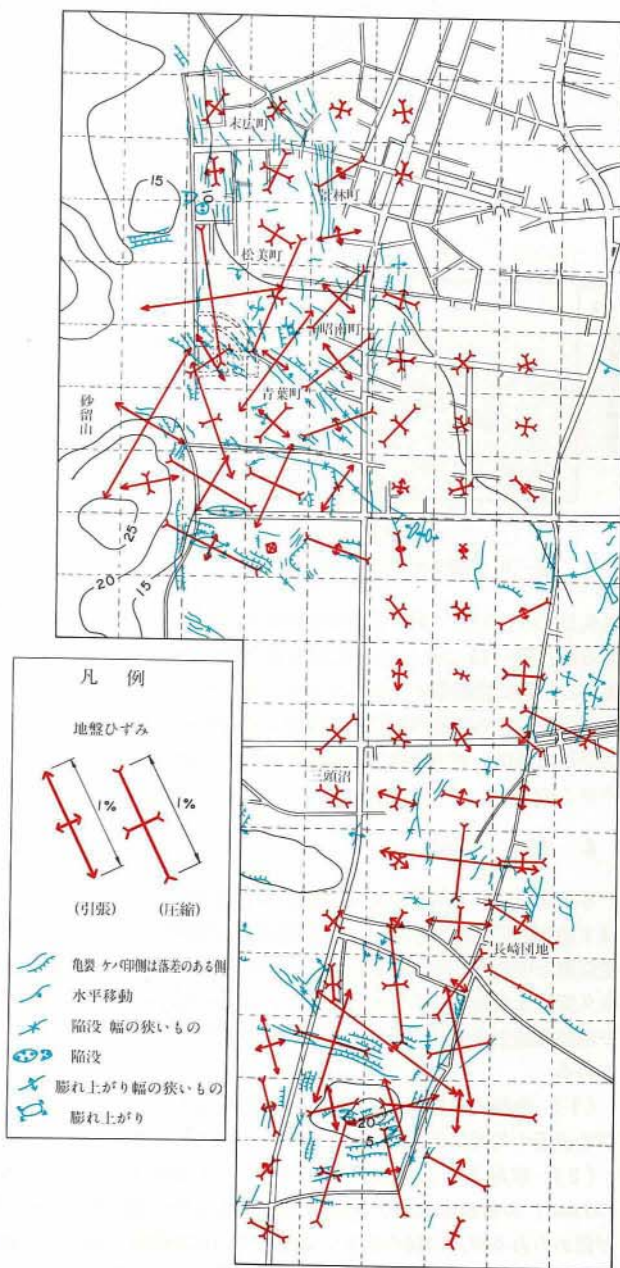 末広町
15
10
京林町
松美町
昭南町
青葉町
砂留山
25
20
15
凡 例
地盤ひずみ
1%
1%
(引張)
(圧縮)
三頭沼
亀裂 ケバ印側は落差のある側
水平移動
陥没 幅の狭いもの
陥没
膨れ上がり幅の狭いもの
膨れ上がり
長崎団地
20